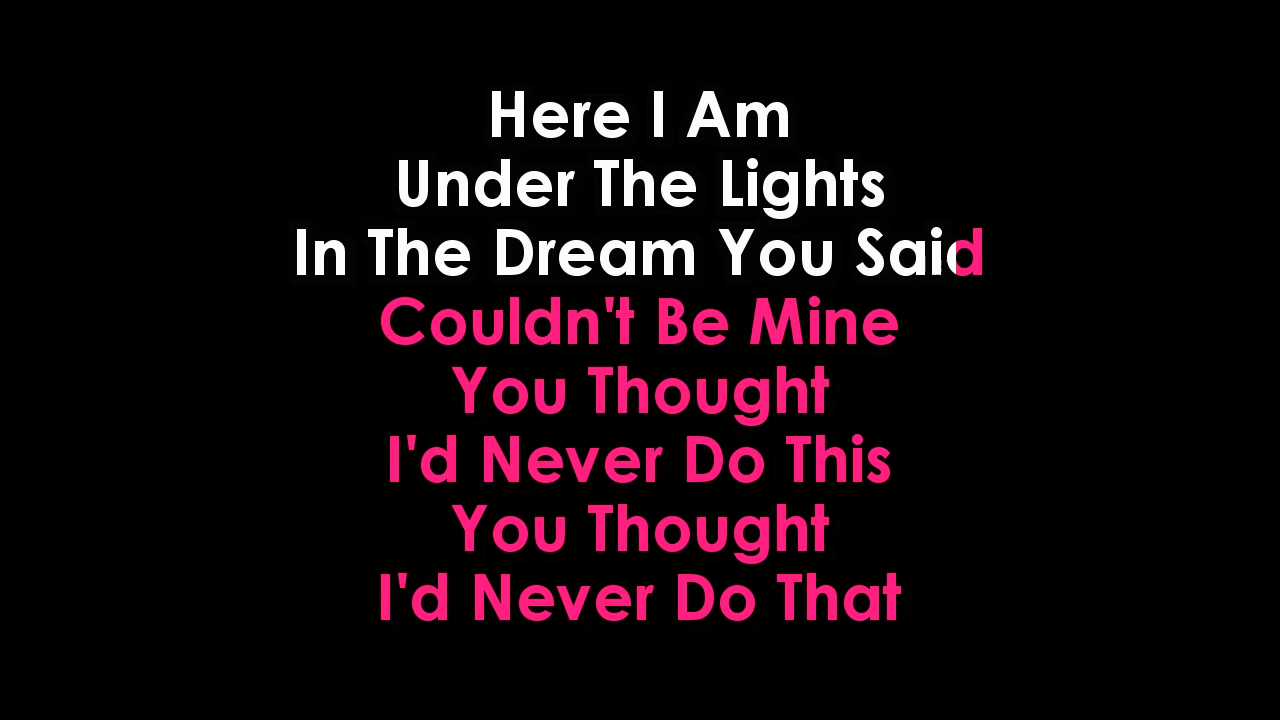 Here I Am
Under The Lights
In The Dream You Said
Couldn't Be Mine
You Thought
I'd Never Do This
You Thought
I'd Never Do That